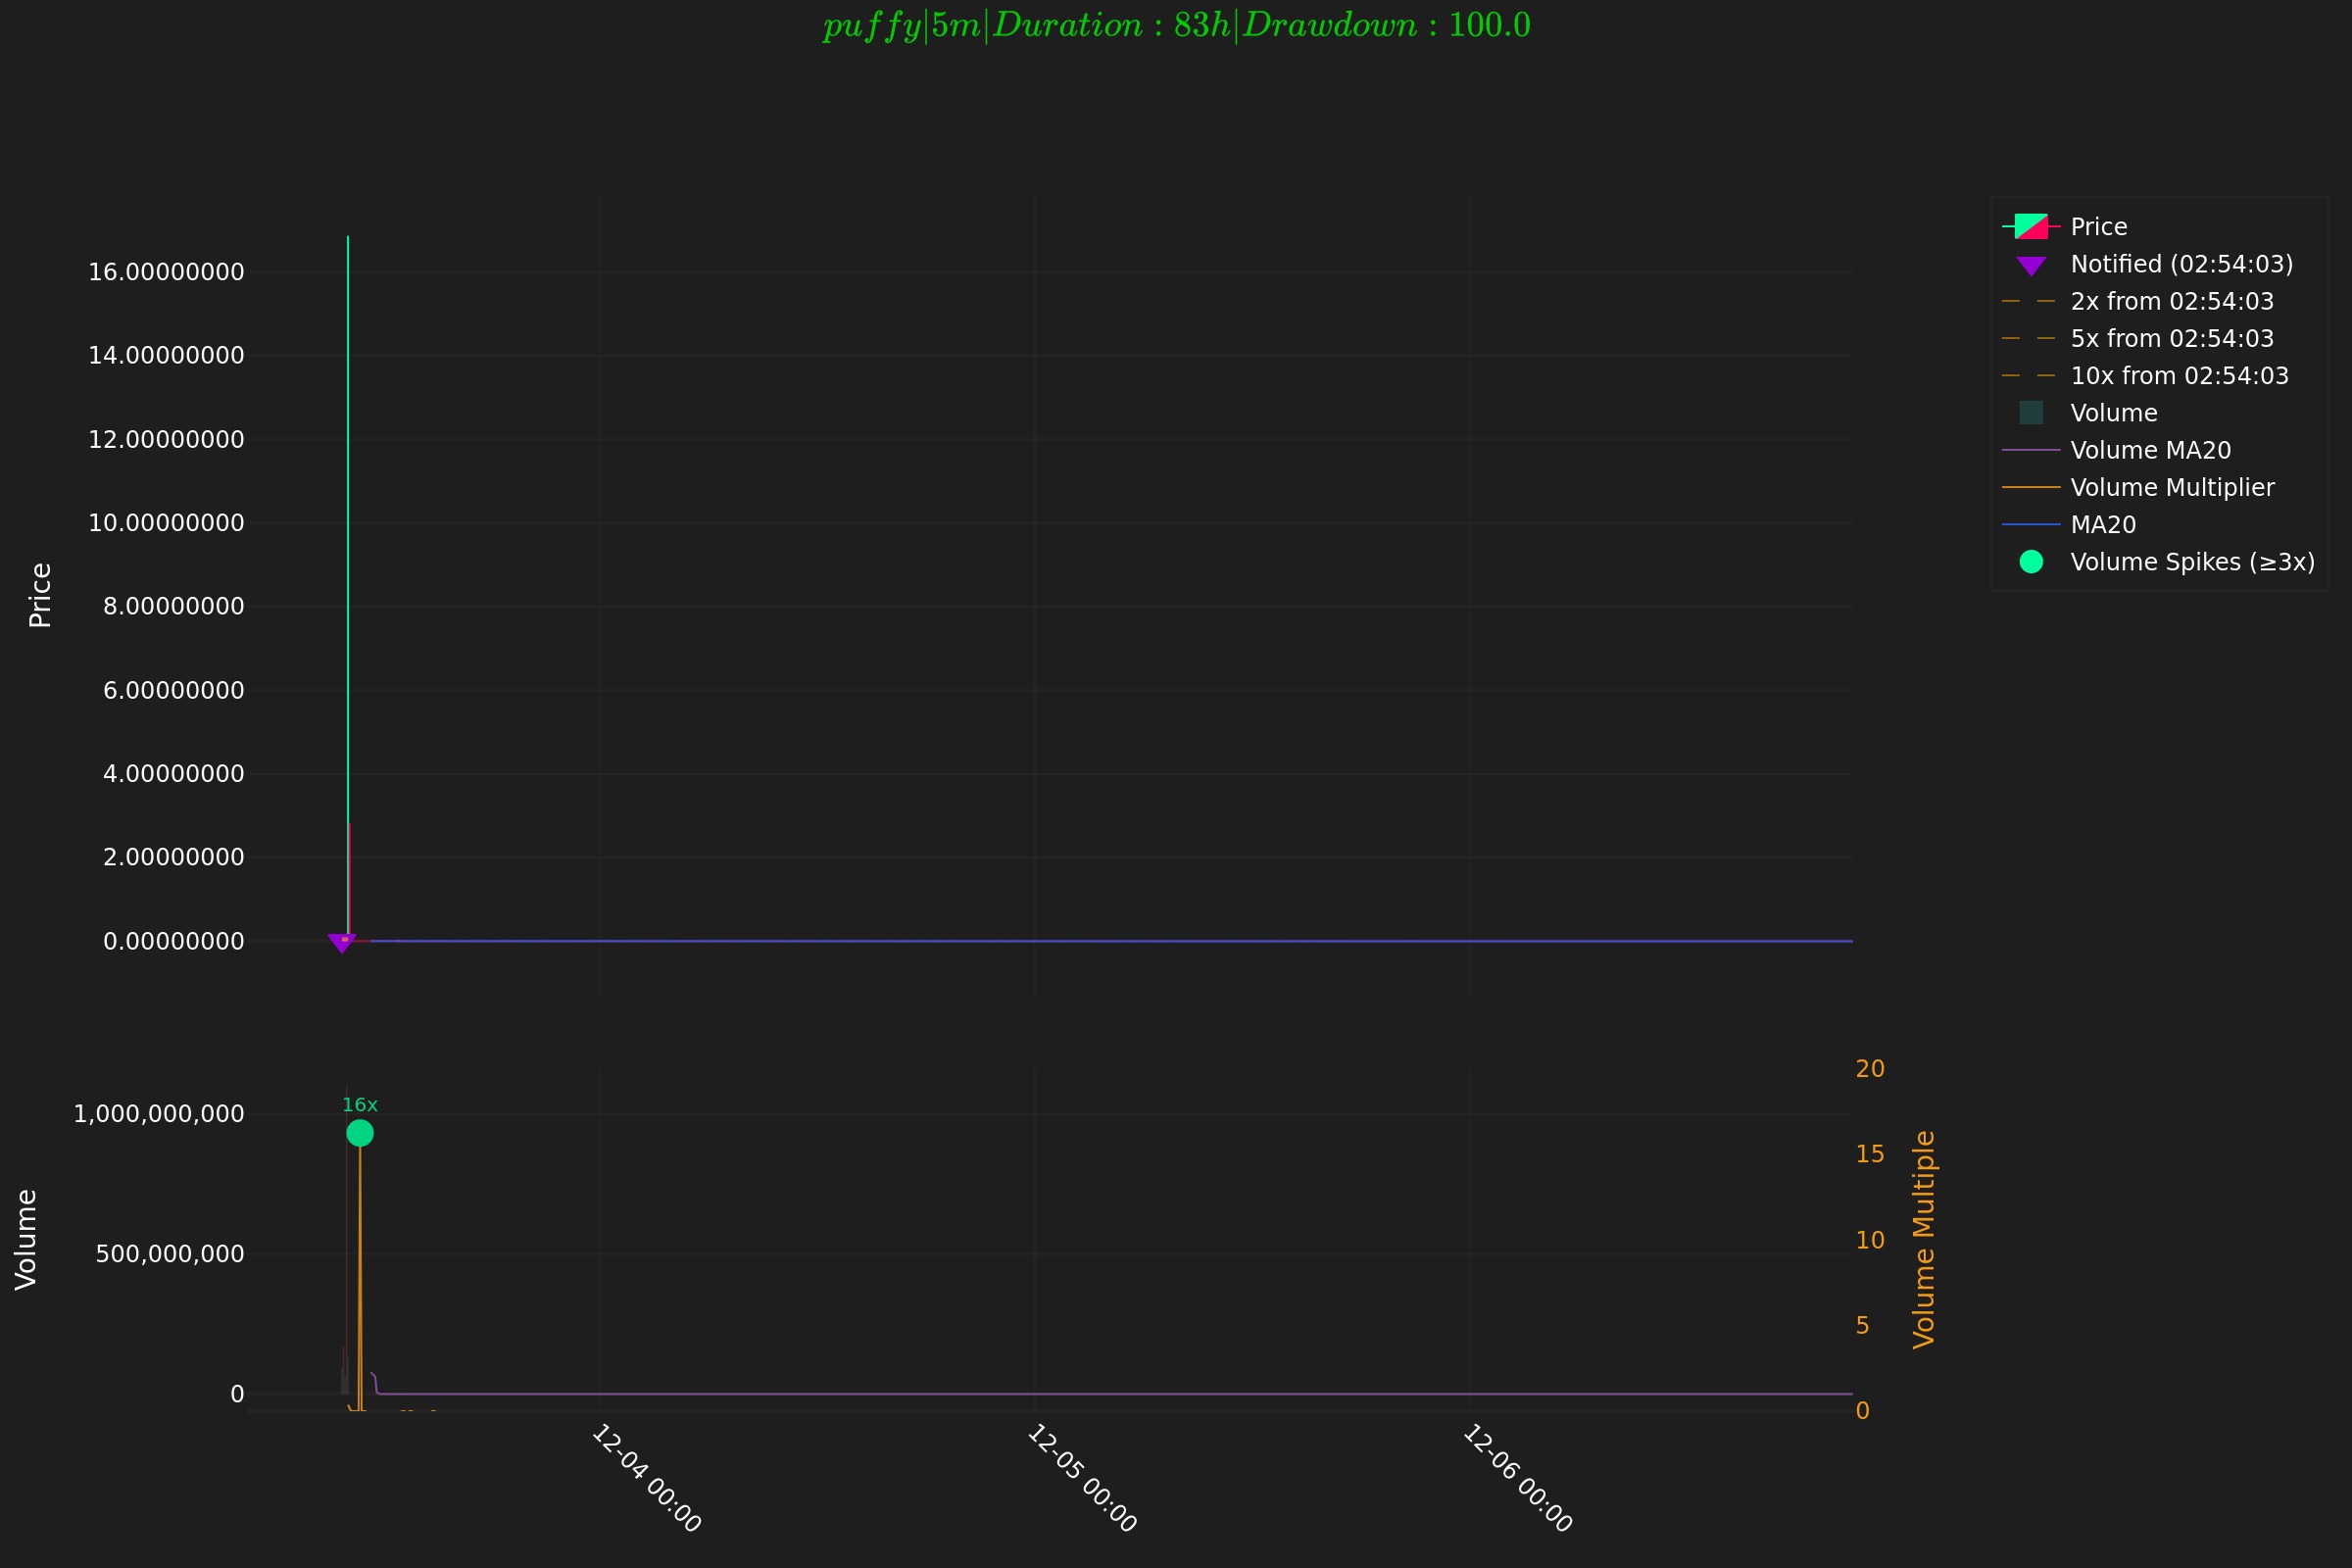 puffy|5m|Duration : 83h|Drawdown : 100.0
Price
16.00000000
14.00000000
12.00000000
10.00000000
8.00000000
6.00000000
4.00000000
2.00000000
0.00000000
Price
Notified (02:54:03)
2x from 02:54:03
5x from 02:54:03
10x from 02:54:03
Volume
Volume MA20
Volume Multiplier
MA20
Volume Spikes (≥3x)
Volume
1,000,000,000
500,000,000
0
16x
20
15
10
5
0
Volume Multiple
12-04 00:00
12-05 00:00
12-06 00:00